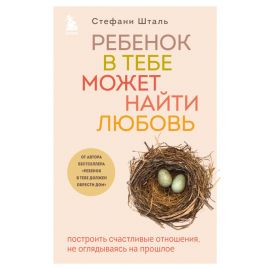 Стефани Шталь
РЕБЕНОК
В ТЕБЕ
МОЖЕТ
НАЙТИ
ЛЮБОВЬ
ОТ АВТОРА
БЕСТСЕЛЛЕРА
«РЕБЕНОК
В ТЕБЕ ДОЛЖЕН
ОБРЕСТИ ДОМ»
построить счастливые отношения,
не оглядываясь на прошлое